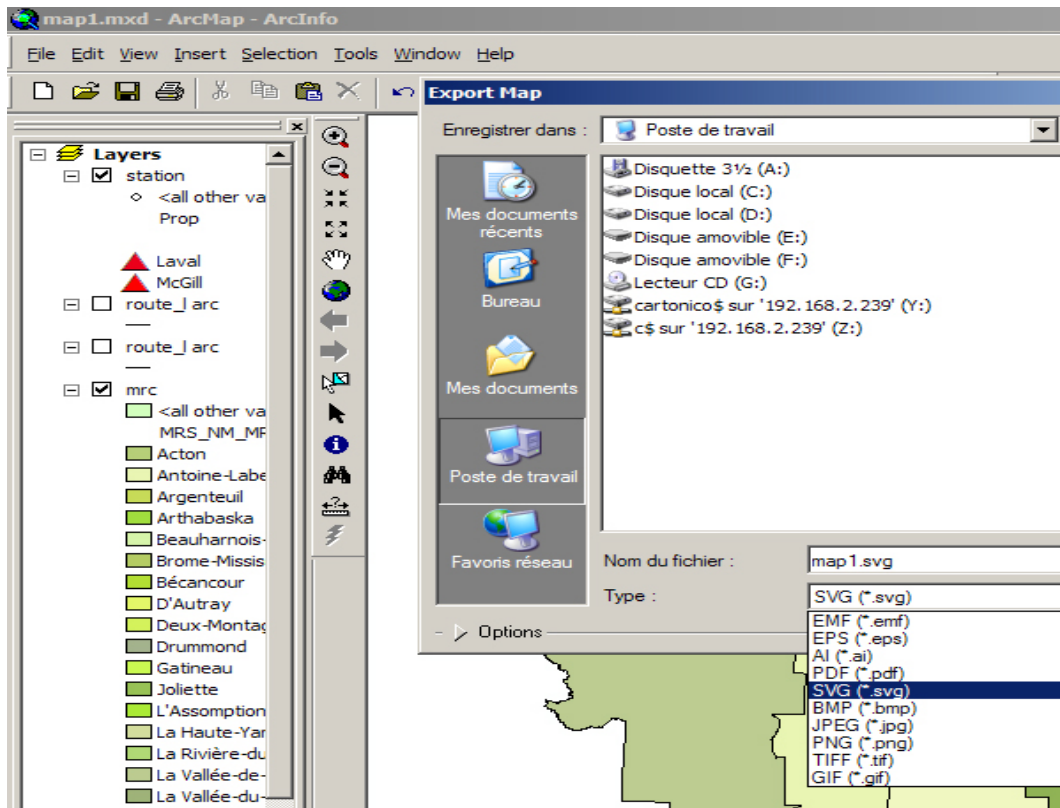 map1.mxd - ArcMap - ArcInfo
File Edit View Insert Selection Tools Window Help
Layers
station
<all other va
Prop
Laval
McGill
route_l arc
route_l arc
mrc
<all other va
MRS_NM_MR
Acton
Antoine-Labe
Argenteuil
Arthabaska
Beauharnois-
Brome-Missis
Bécancour
D'Autray
Deux-Montag
Drummond
Gatineau
Joliette
L'Assomption
La Haute-Yar
La Rivière-du
La Vallée-de-
La Vallée-du-
Export Map
Enregistrer dans :
Poste de travail
Mes documents
récents
Bureau
Mes documents
Poste de travail
Favoris réseau
Disquette 3½ (A:)
Disque local (C:)
Disque local (D:)
Disque amovible (E:)
Disque amovible (F:)
Lecteur CD (G:)
cartonico$ sur '192.168.2.239' (Y:)
c$ sur '192.168.2.239' (Z:)
Nom du fichier :
map1.svg
Type :
SVG (*.svg)
EMF (*.emf)
EPS (*.eps)
AI (*.ai)
PDF (*.pdf)
SVG (*.svg)
BMP (*.bmp)
JPEG (*.jpg)
PNG (*.png)
TIFF (*.tif)
GIF (*.gif)
Options